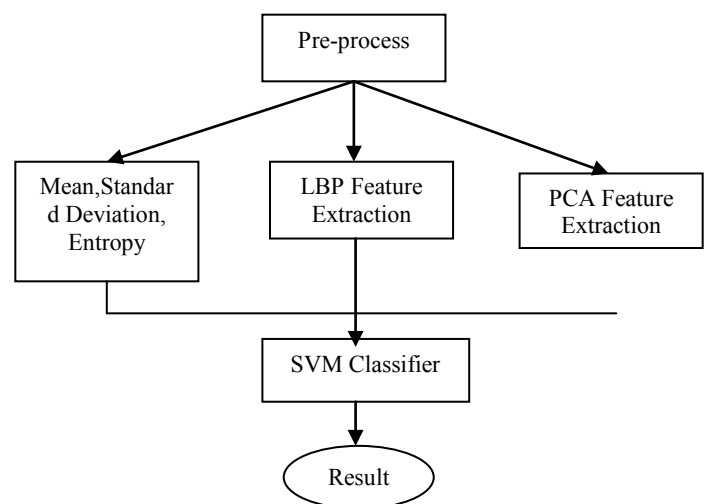 Pre-process
Mean,Standar
d Deviation,
Entropy
LBP Feature
Extraction
PCA Feature
Extraction
SVM Classifier
Result